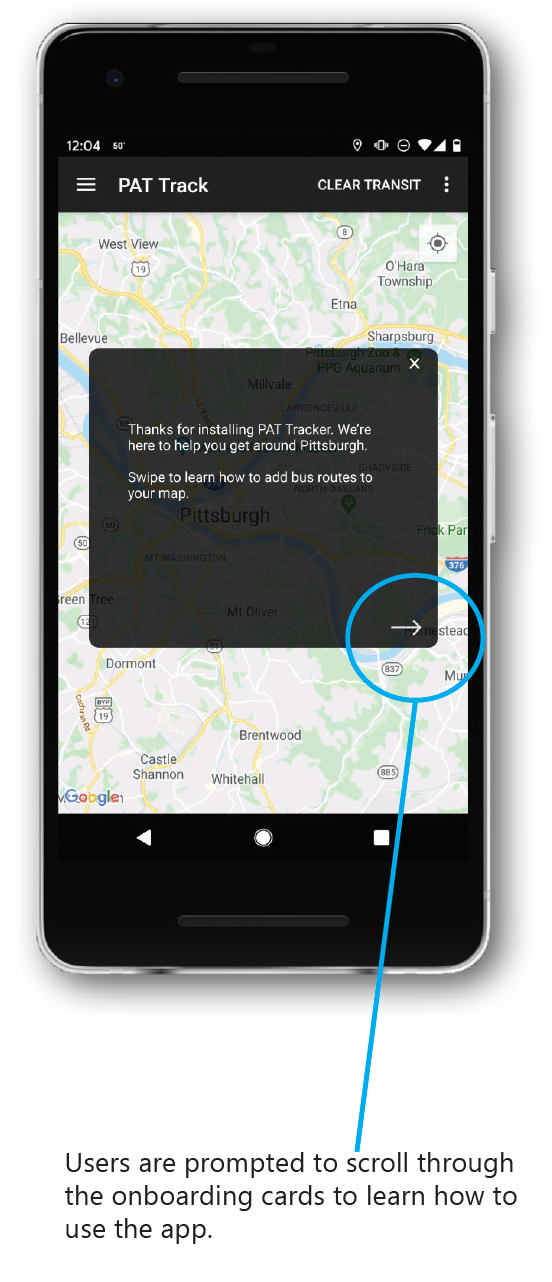 12:04 50°
PAT Track CLEAR TRANSIT
West View
8
19
O'Hara
Township
Etna
Bellevue
Sharpsburg
Pittsburgh Zoo &
PPG Aquarium
Millvale
LAWRENCEVILLE
Thanks for installing PAT Tracker. We're
here to help you get around Pittsburgh.
SHADYSIDE
Swipe to learn how to add bus routes to
your map.
NORTH OAKLAND
Pittsburgh
60
50
Frick Par
MT WASHINGTON
376
reen Tree
Mt Oliver
121
Homestead
51
Dormont
837
Mu
BYP
19
Cochran Rd
Brentwood
Castle
Shannon
Whitehall
885
Google
Users are prompted to scroll through
the onboarding cards to learn how to
use the app.